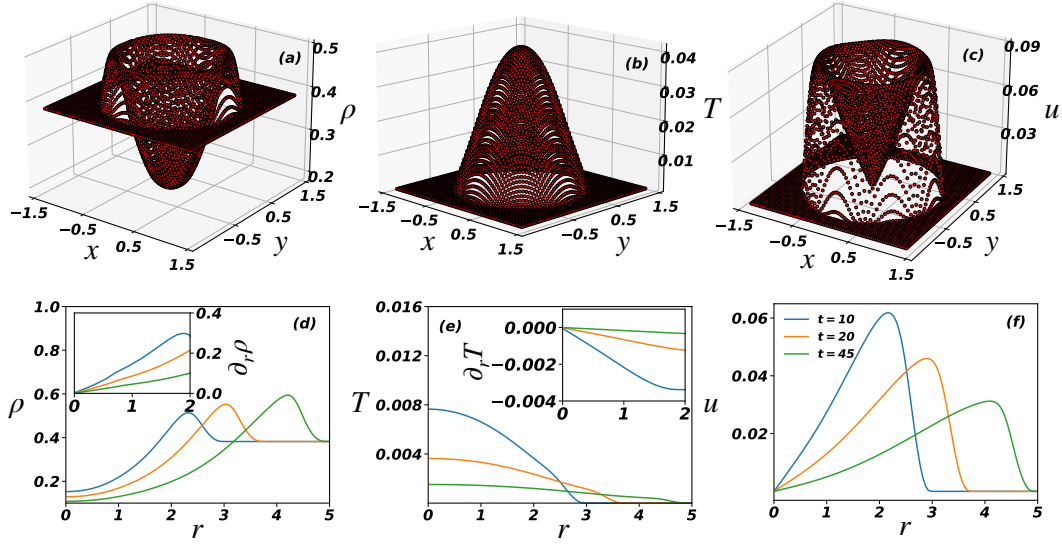 (a)
0.5
0.4
0.3
0.2
ρ
−1.5
−0.5
0.5
1.5
x
−0.5
0.5
1.5
y
(b)
0.04
0.03
0.02
0.01
T
−1.5
−0.5
0.5
1.5
x
−0.5
0.5
1.5
y
(c)
0.09
0.06
0.03
u
−1.5
−0.5
0.5
1.5
x
−0.5
0.5
1.5
y
(d)
1.0
0.8
0.6
0.4
0.2
ρ
0 1 2 3 4 5
r
0.4
0.2
0.0
∂rρ
0 1 2
(e)
0.016
0.012
0.008
0.004
T
0 1 2 3 4 5
r
0.000
−0.002
−0.004
∂rT
0 1 2
(f)
0.06
0.04
0.02
u
0 1 2 3 4 5
r
t = 10
t = 20
t = 45